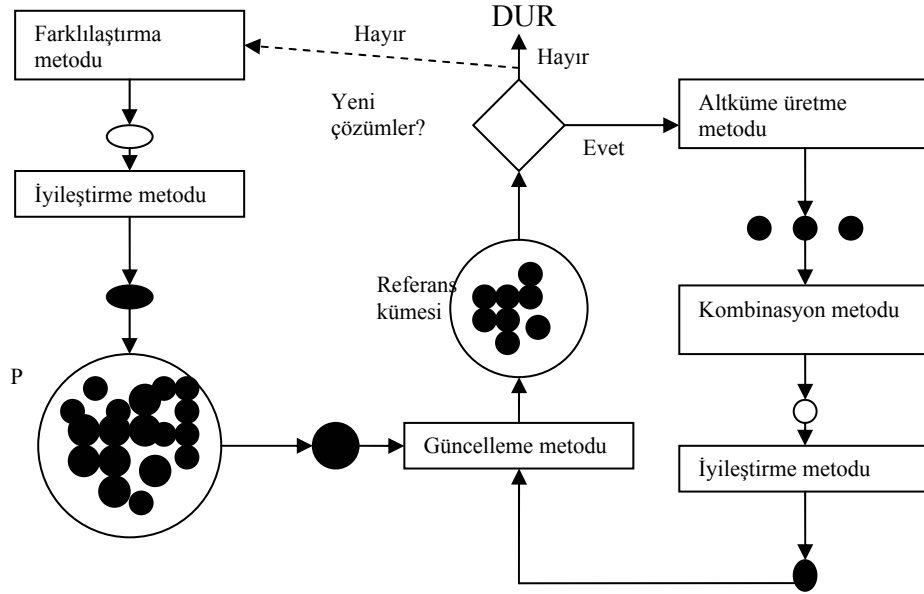 DUR
Farklılaştırma
metodu
Hayır
Hayır
Yeni
çözümler?
Evet
Altküme üretme
metodu
İyileştirme metodu
Referans
kümesi
Kombinasyon metodu
P
Güncelleme metodu
İyileştirme metodu